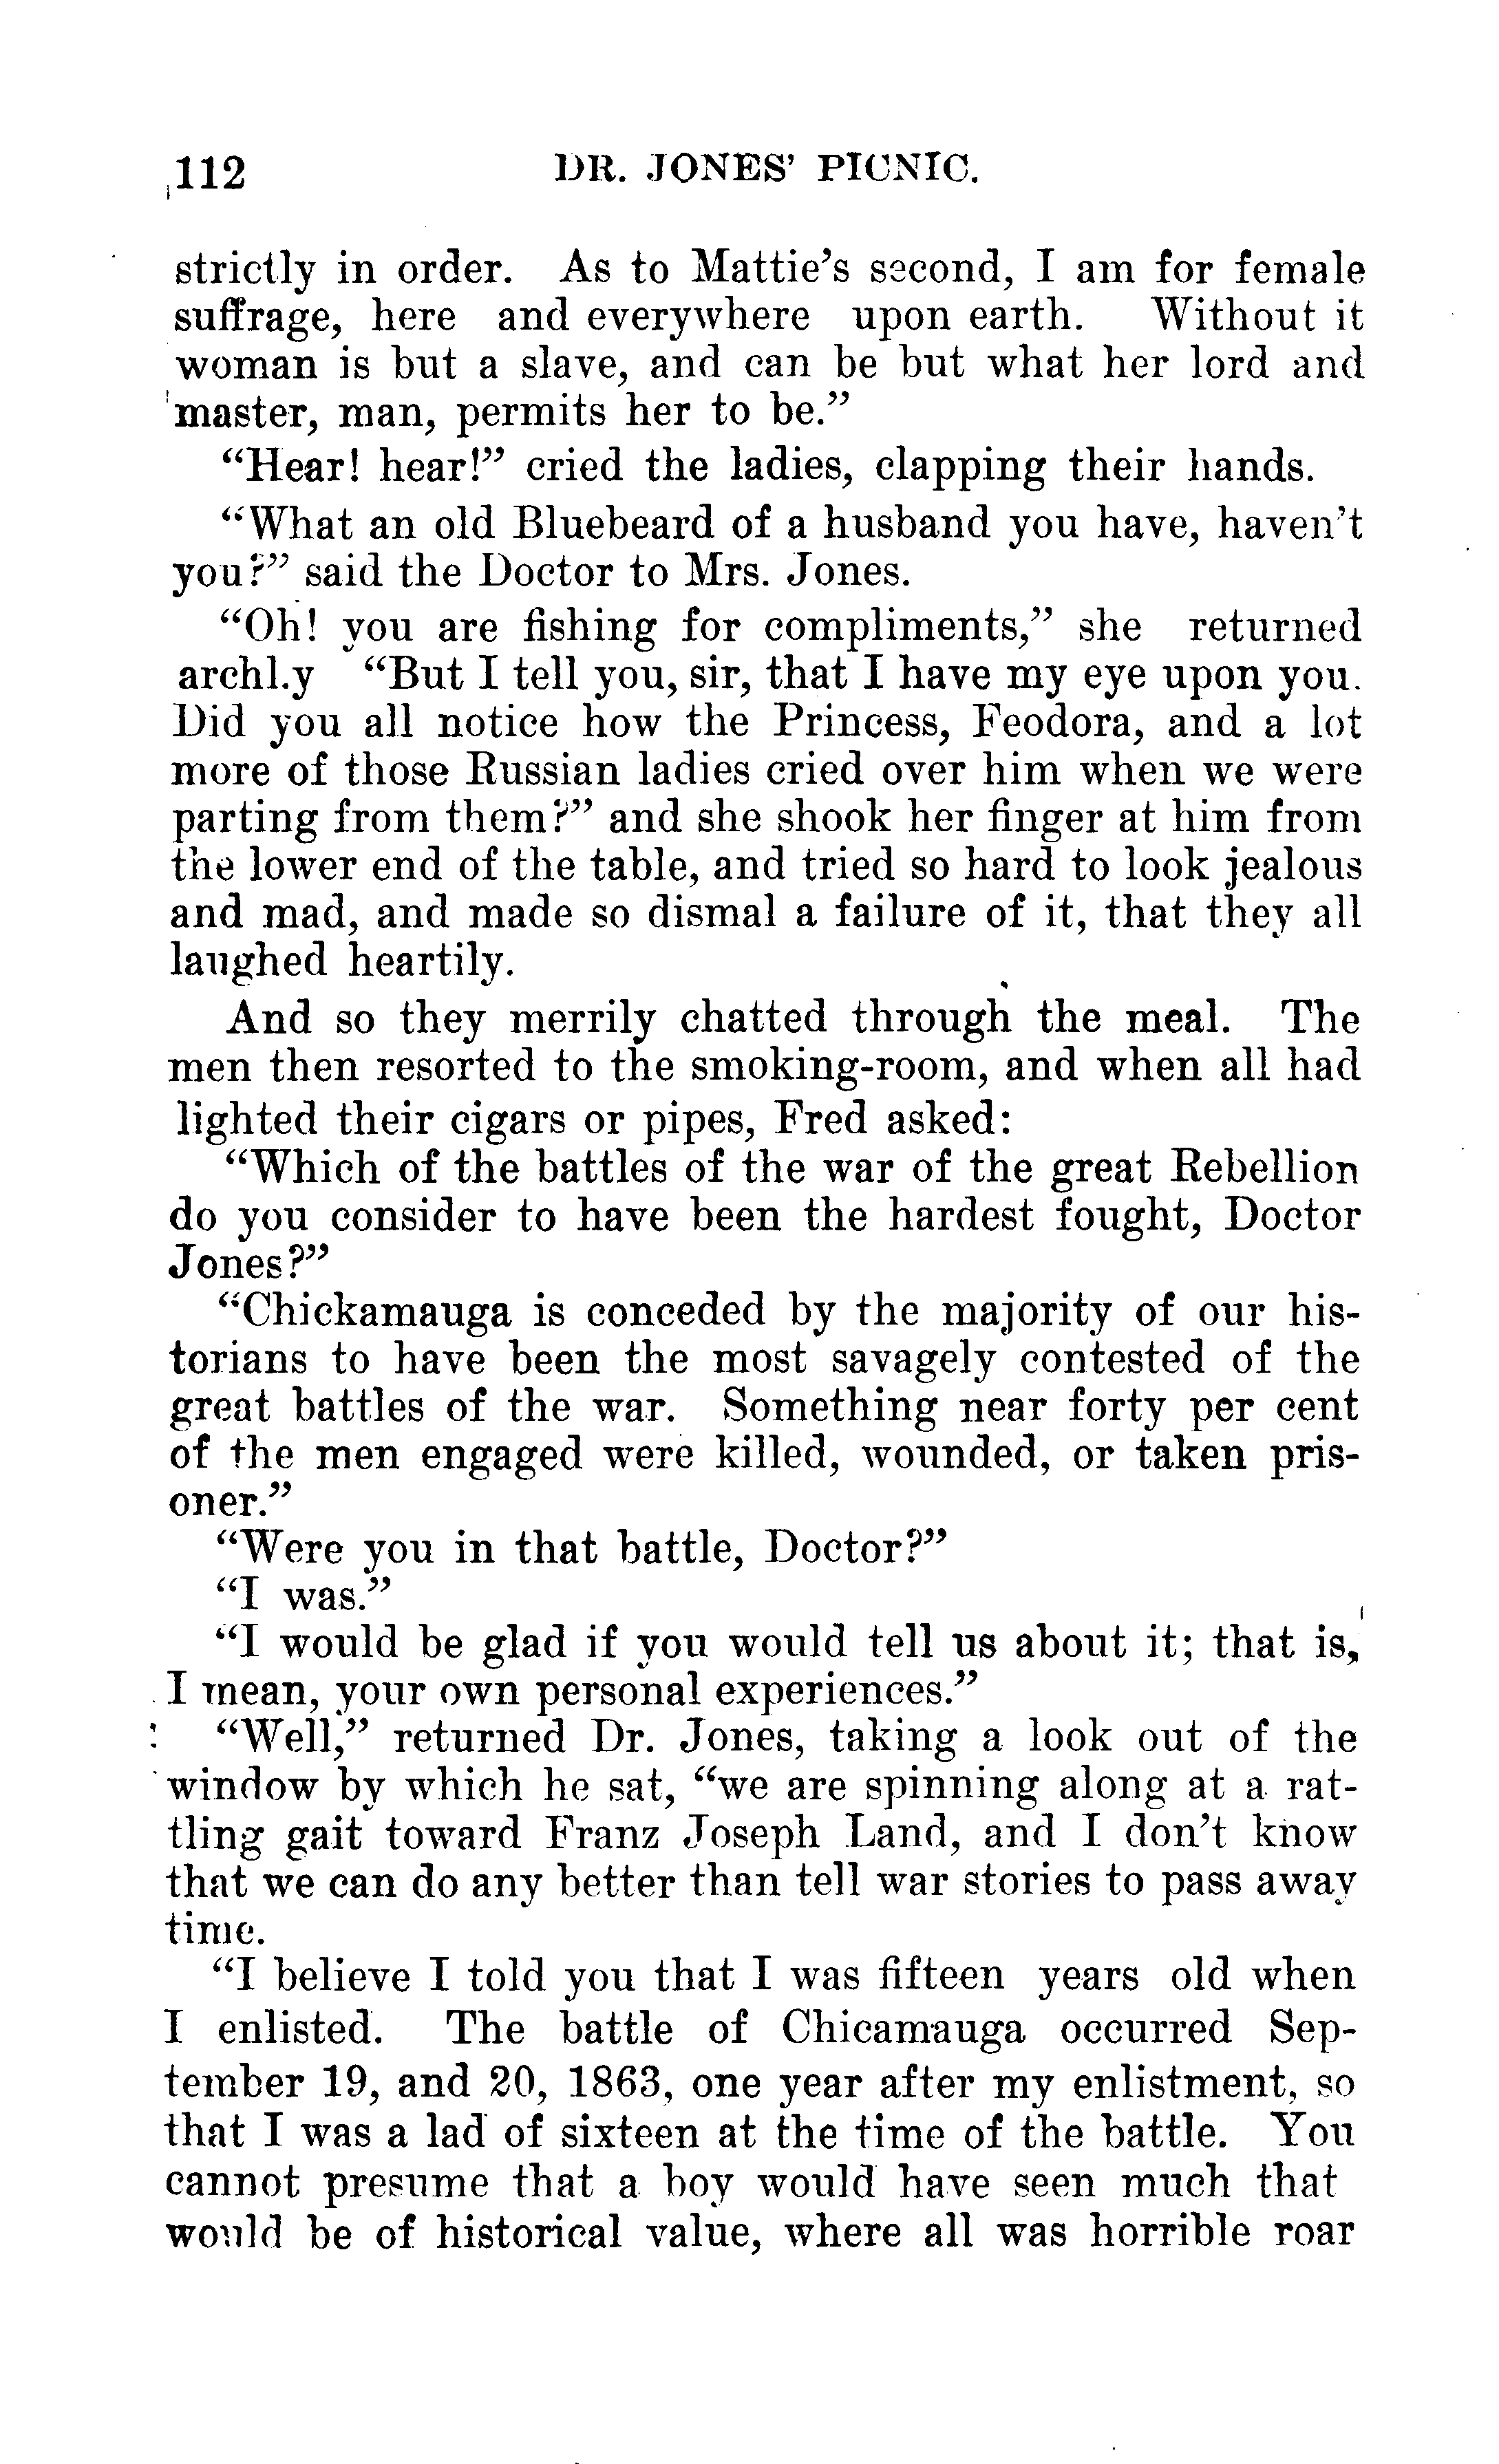 112 DR. JONES' PICNIC.
strictly in order. As to Mattie's second, I am for female
suffrage, here and everywhere upon earth. Without it
woman is but a slave, and can be but what her lord and
master, man, permits her to be."
"Hear! hear!" cried the ladies, clapping their hands.
"What an old Bluebeard of a husband you have, haven't
you?" said the Doctor to Mrs. Jones.
"Oh! you are fishing for compliments," she returned
archl.y "But I tell you, sir, that I have my eye upon you.
Did you all notice how the Princess, Feodora, and a lot
more of those Russian ladies cried over him when we were
parting from them?" and she shook her finger at him from
the lower end of the table, and tried so hard to look jealous
and mad, and made so dismal a failure of it, that they all
laughed heartily.
And so they merrily chatted through the meal. The
men then resorted to the smoking-room, and when all had
lighted their cigars or pipes, Fred asked:
"Which of the battles of the war of the great Rebellion
do you consider to have been the hardest fought, Doctor
Jones?"
"Chickamauga is conceded by the majority of our his-
torians to have been the most savagely contested of the
great battles of the war. Something near forty per cent
of the men engaged were killed, wounded, or taken pris-
oner."
"Were you in that battle, Doctor?"
"I was."
"I would be glad if you would tell us about it; that is,
I mean, your own personal experiences."
"Well," returned Dr. Jones, taking a look out of the
window by which he sat, "we are spinning along at a rat-
tling gait toward Franz Joseph Land, and I don't know
that we can do any better than tell war stories to pass away
time.
"I believe I told you that I was fifteen years old when
I enlisted. The battle of Chicamauga occurred Sep-
tember 19, and 20, 1863, one year after my enlistment, so
that I was a lad of sixteen at the time of the battle. You
cannot presume that a boy would have seen much that
would be of historical value, where all was horrible roar